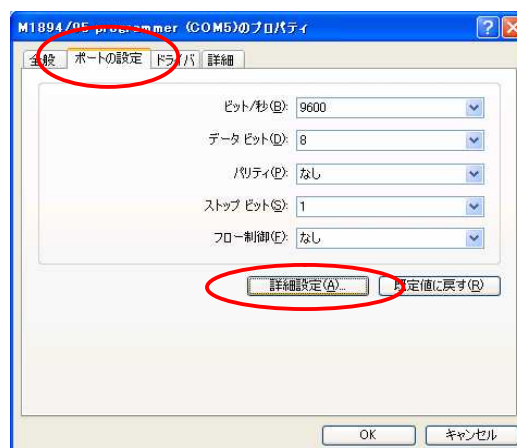 M1894/95 programmer (COM5)のプロパティ
全般 ポートの設定 ドライバ 詳細
ビット/秒(B): 9600
データ ビット(D): 8
パリティ(P): なし
ストップ ビット(S): 1
フロー制御(F): なし
詳細設定(A)... 既定値に戻す(R)
OK キャンセル